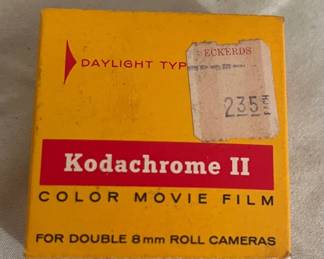 ECKERDS
DAYLIGHT TYP
235
Kodachrome II
COLOR MOVIE FILM
FOR DOUBLE 8mm ROLL CAMERAS